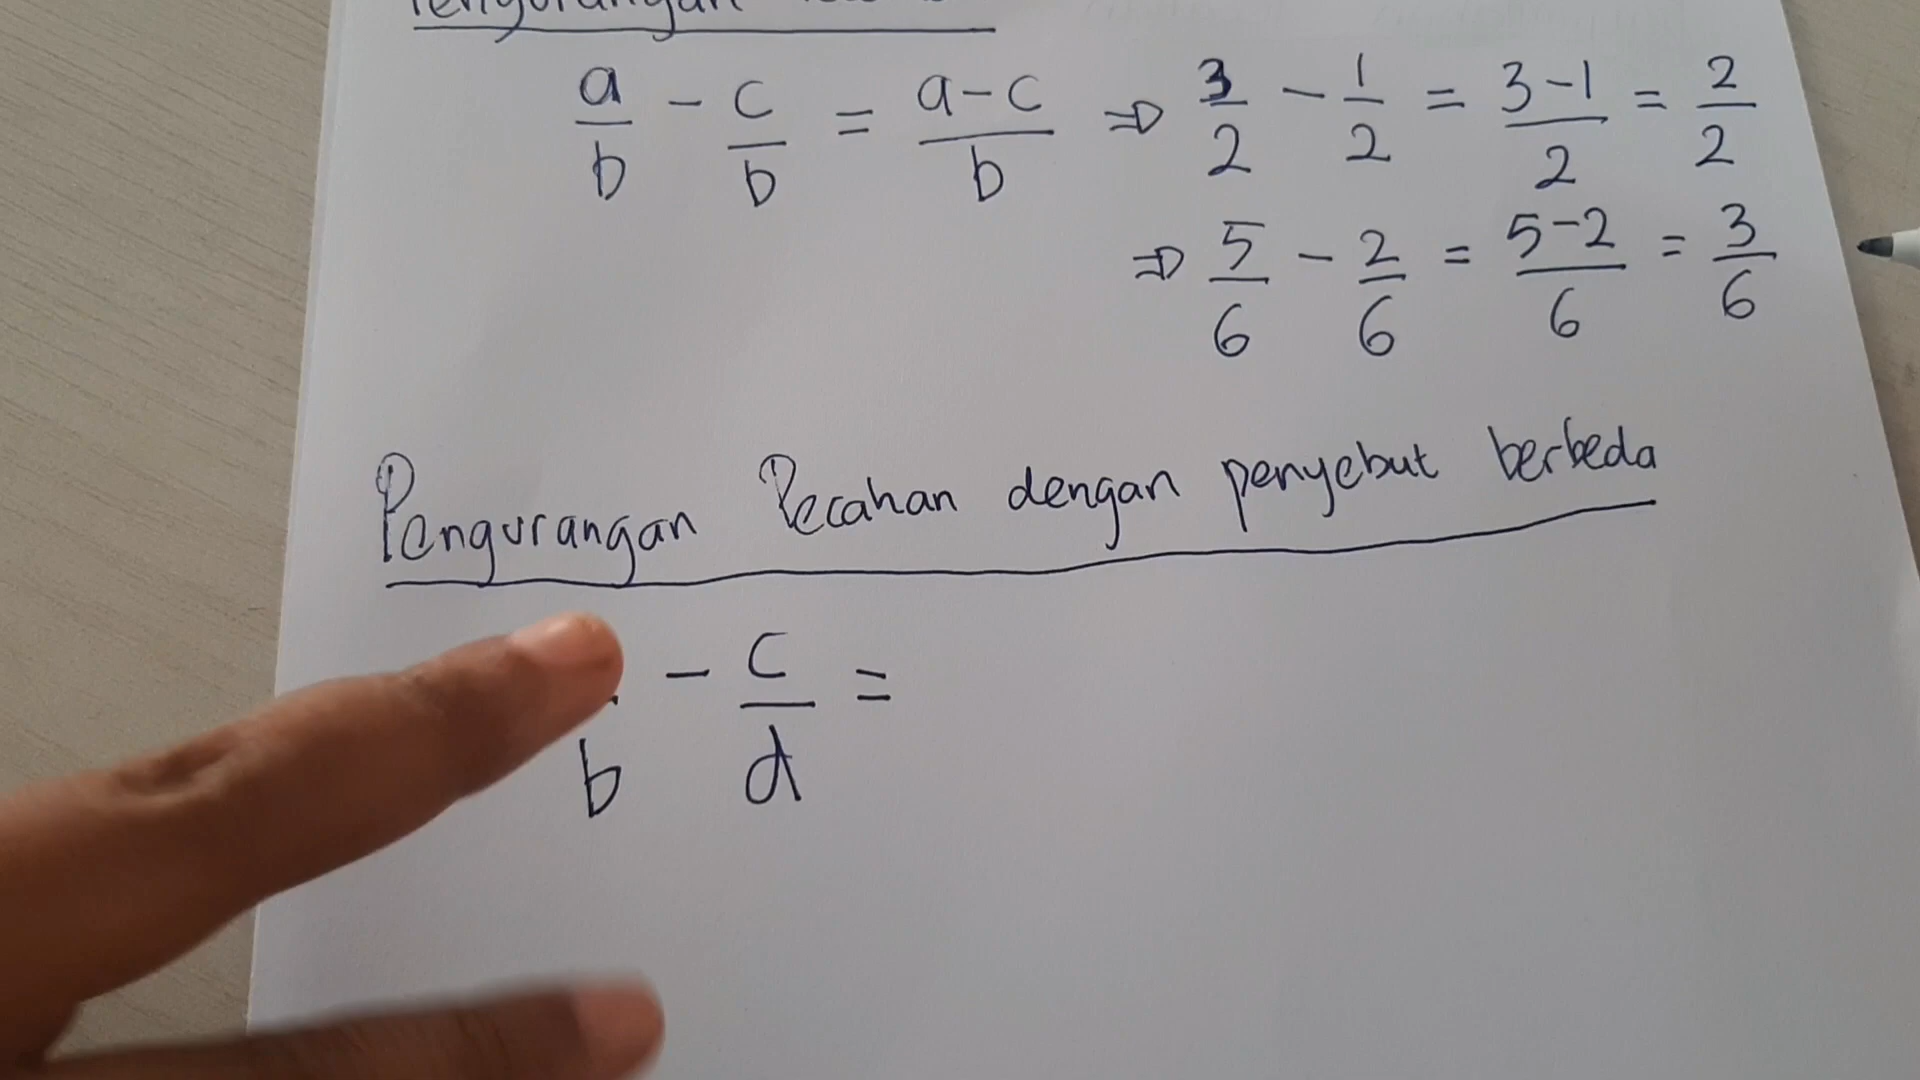 Pengurangan
a/b - c/b = a-c/b ⇒ 3/2 - 1/2 = 3-1/2 = 2/2
⇒ 5/6 - 2/6 = 5-2/6 = 3/6
Pengurangan Pecahan dengan penyebut berbeda
/b - c/d =